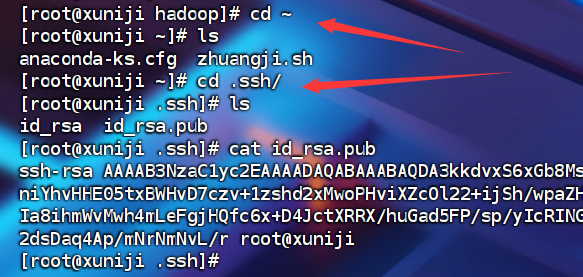 [root@xuniji hadoop]# cd ~
[root@xuniji ~]# ls
anaconda-ks.cfg  zhuangji.sh
[root@xuniji ~]# cd .ssh/
[root@xuniji .ssh]# ls
id_rsa  id_rsa.pub
[root@xuniji .ssh]# cat id_rsa.pub
ssh-rsa AAAAB3NzaC1yc2EAAAADAQABAAABAQDA3kkdvxS6xGb8Ms
niYhvHHE05txBWHvD7czv+1zshd2xMwoPHviXZcOl22+ijSh/wpaZH
Ia8ihmWvMwh4mLeFgjHQfc6x+D4JctXRRX/huGad5FP/sp/yIcRING
2dsDaq4Ap/mNrNmNvL/r root@xuniji
[root@xuniji .ssh]#